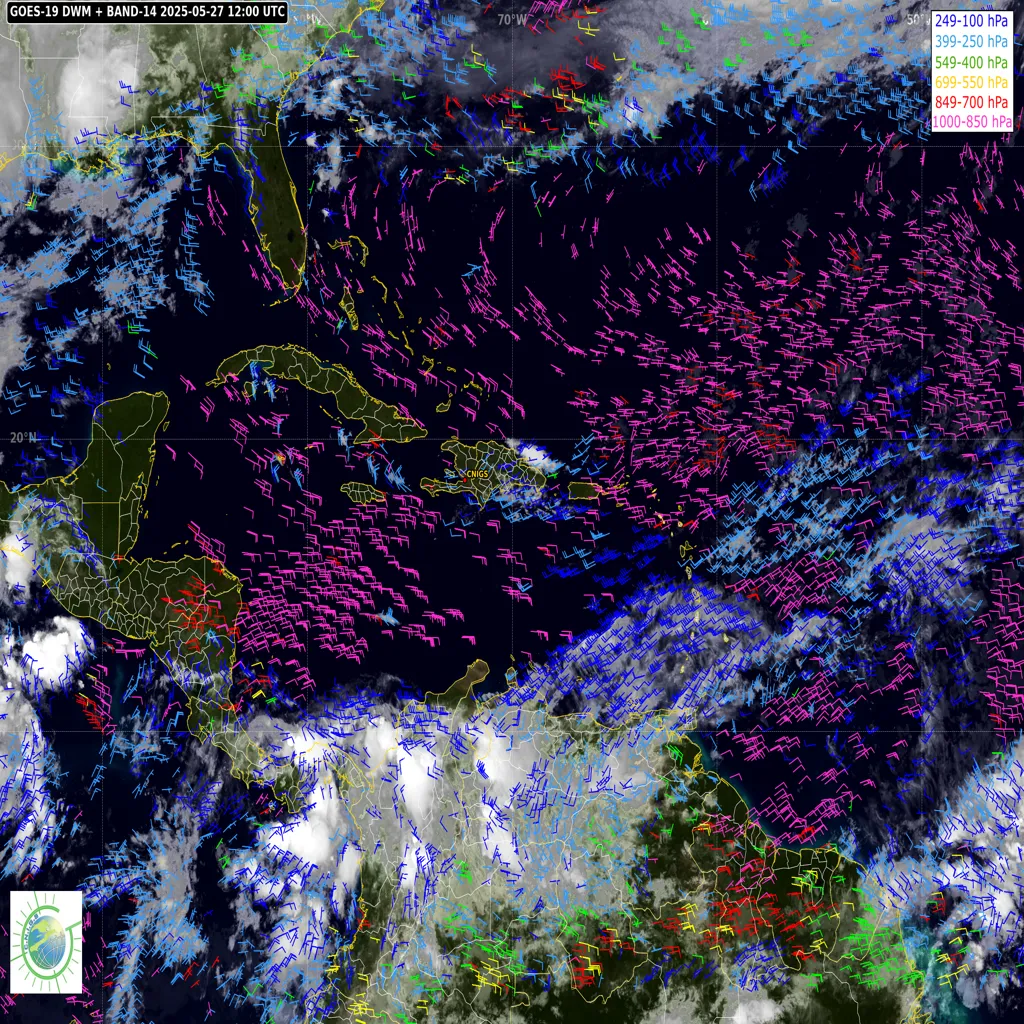 GOES-19 DWM + BAND-14 2025-05-27 12:00 UTC
70°W
249-100 hPa
399-250 hPa
549-400 hPa
699-550 hPa
849-700 hPa
1000-850 hPa
20°N
CNIGS